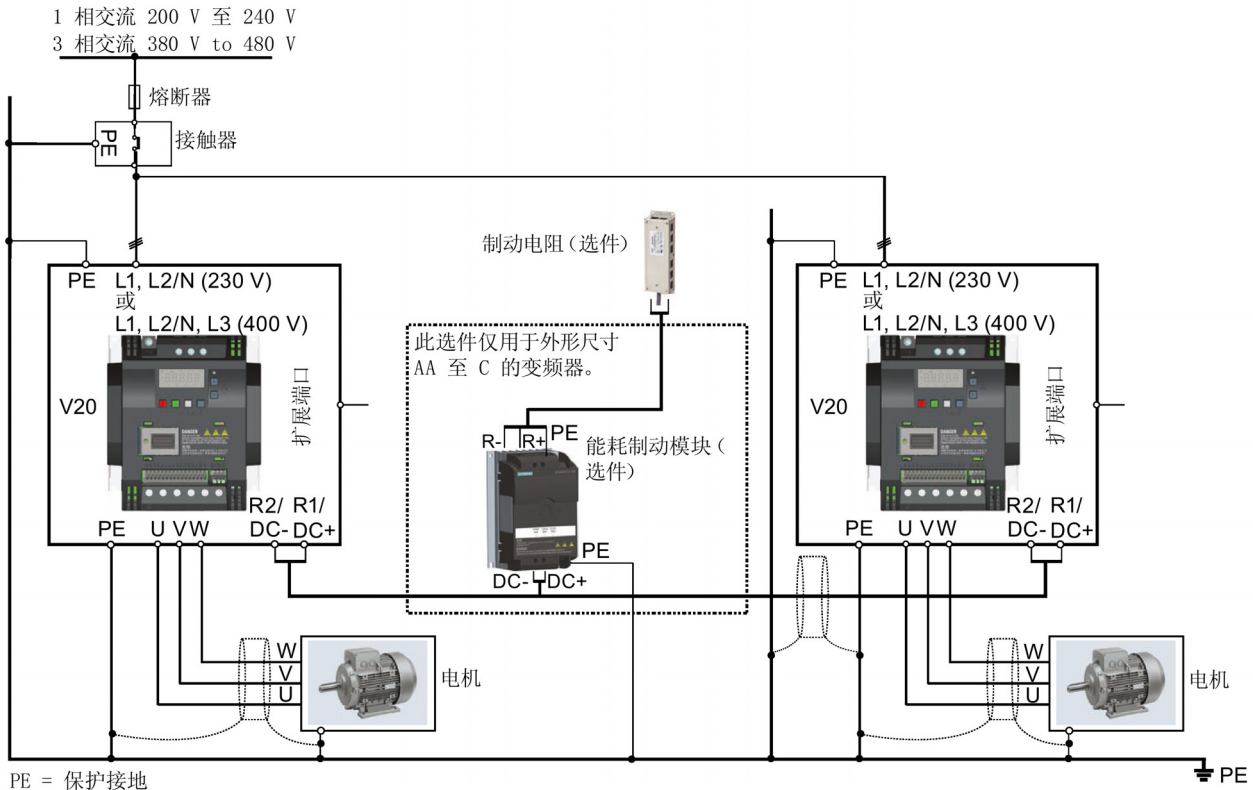 1 相交流 200 V 至 240 V
3 相交流 380 V to 480 V
熔断器
PE
接触器
制动电阻(选件)
PE L1, L2/N (230 V)
或
L1, L2/N, L3 (400 V)
V20
扩展端口
R2/ R1/
DC- DC+
PE U V W
此选件仅用于外形尺寸
AA 至 C 的变频器。
R- R+ PE
能耗制动模块(
选件)
PE
DC- DC+
PE L1, L2/N (230 V)
或
L1, L2/N, L3 (400 V)
V20
扩展端口
R2/ R1/
DC- DC+
PE U V W
W
V
U
电机
W
V
U
电机
PE = 保护接地
PE